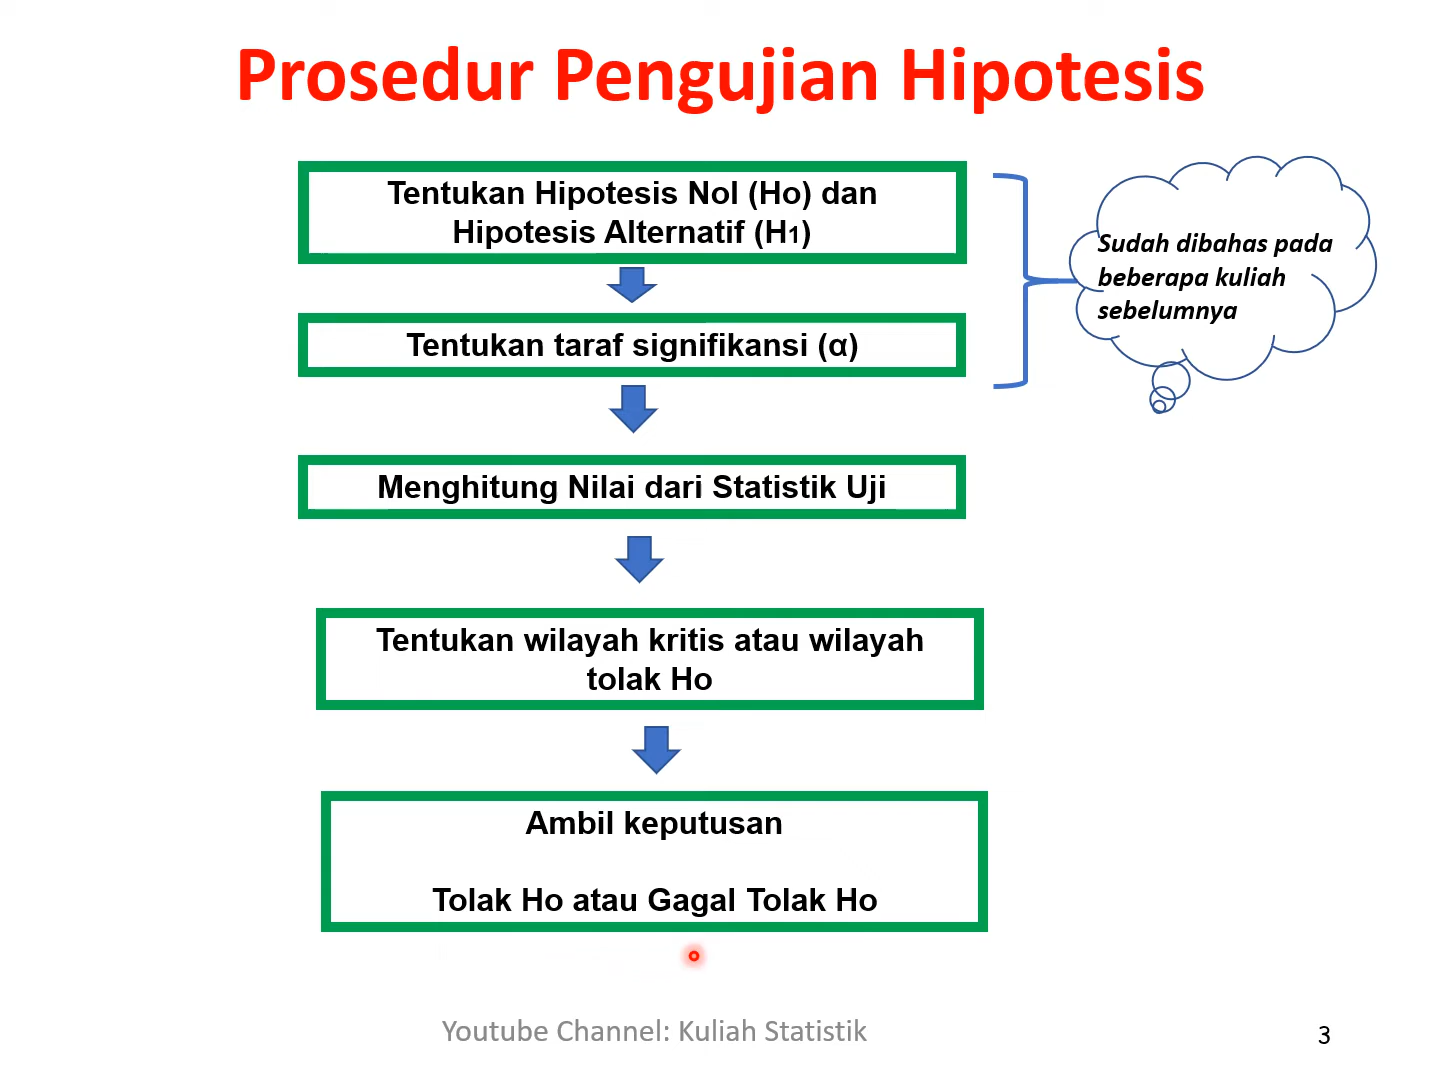 Prosedur Pengujian Hipotesis
Tentukan Hipotesis Nol (Ho) dan
Hipotesis Alternatif (H1)
Sudah dibahas pada
beberapa kuliah
sebelumnya
Tentukan taraf signifikansi (α)
Menghitung Nilai dari Statistik Uji
Tentukan wilayah kritis atau wilayah
tolak Ho
Ambil keputusan
Tolak Ho atau Gagal Tolak Ho
Youtube Channel: Kuliah Statistik
3